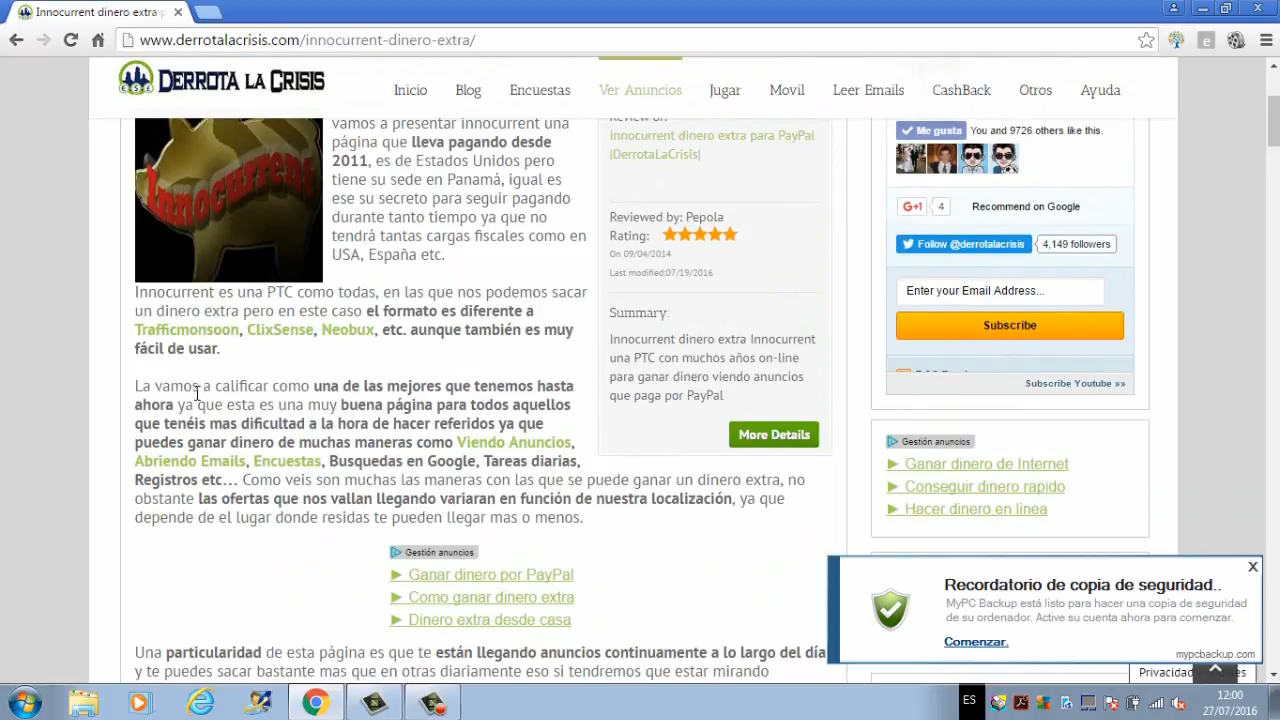 Innocurrent dinero extra p
www.derrotalacrisis.com/innocurrent-dinero-extra/
DERROTA LA CRISIS
Inicio Blog Encuestas Ver Anuncios Jugar Movil Leer Emails CashBack Otros Ayuda
Innocurrent
vamos a presentar innocurrent una
página que lleva pagando desde
2011, es de Estados Unidos pero
tiene su sede en Panamá, igual es
ese su secreto para seguir pagando
durante tanto tiempo ya que no
tendrá tantas cargas fiscales como en
USA, España etc.
Innocurrent es una PTC como todas, en las que nos podemos sacar
un dinero extra pero en este caso el formato es diferente a
Trafficmonsoon, ClixSense, Neobux, etc. aunque también es muy
fácil de usar.
La vamos a calificar como una de las mejores que tenemos hasta
ahora ya que esta es una muy buena página para todos aquellos
que tenéis mas dificultad a la hora de hacer referidos ya que
puedes ganar dinero de muchas maneras como Viendo Anuncios,
Abriendo Emails, Encuestas, Busquedas en Google, Tareas diarias,
Registros etc... Como veis son muchas las maneras con las que se puede ganar un dinero extra, no
obstante las ofertas que nos vallan llegando variaran en función de nuestra localización, ya que
depende de el lugar donde residas te pueden llegar mas o menos.
Gestión anuncios
► Ganar dinero por PayPal
► Como ganar dinero extra
► Dinero extra desde casa
Una particularidad de esta página es que te están llegando anuncios continuamente a lo largo del día
y te puedes sacar bastante mas que en otras diariamente eso si tendremos que estar mirando
Innocurrent dinero extra para PayPal
|DerrotaLaCrisis|
Reviewed by: Pepola
Rating:
On 09/04/2014
Last modified:07/19/2016
Summary:
Innocurrent dinero extra Innocurrent
una PTC con muchos años on-line
para ganar dinero viendo anuncios
que paga por PayPal
More Details
Me gusta You and 9726 others like this.
G+1 4 Recommend on Google
Follow @derrotalacrisis 4,149 followers
Enter your Email Address...
Subscribe
Subscribe Youtube »»
Gestión anuncios
► Ganar dinero de Internet
► Conseguir dinero rapido
► Hacer dinero en linea
Recordatorio de copia de seguridad..
MyPC Backup está listo para hacer una copia de seguridad
de su ordenador. Active su cuenta ahora para comenzar.
Comenzar.
mypcbackup.com
ES
12:00
27/07/2016